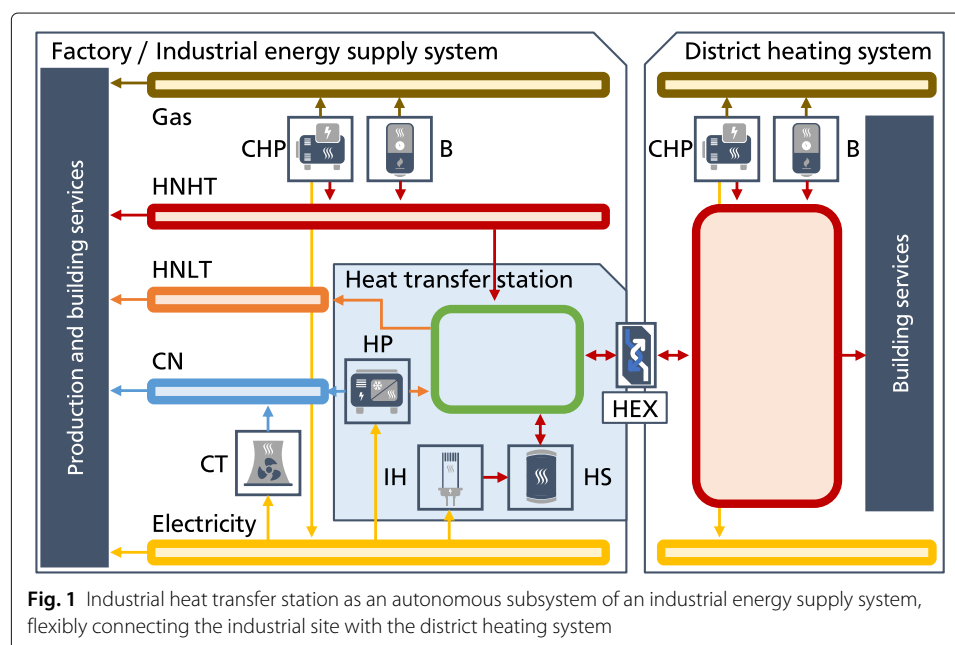 Factory / Industrial energy supply system
District heating system
Production and building services
Gas
CHP
B
CHP
B
HNHT
HNLT
Heat transfer station
HP
CN
HEX
Building services
CT
IH
HS
Electricity
Fig. 1 Industrial heat transfer station as an autonomous subsystem of an industrial energy supply system,
flexibly connecting the industrial site with the district heating system